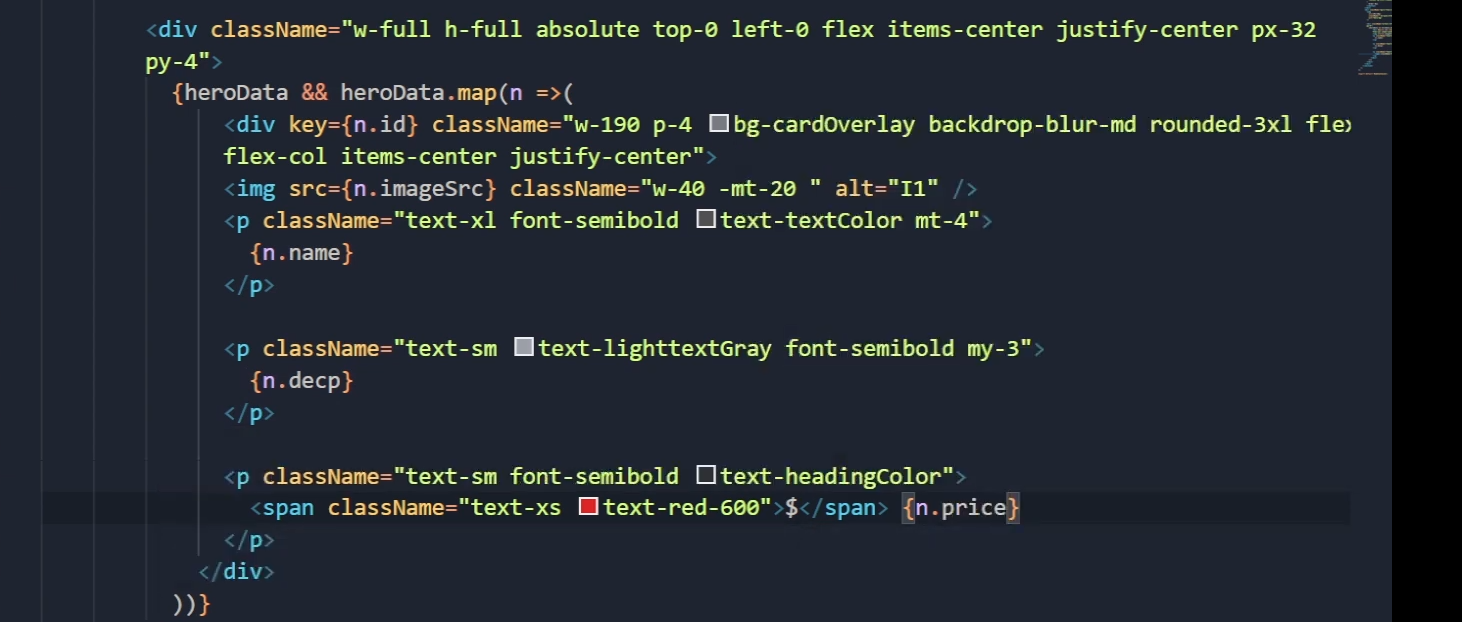 <div className="w-full h-full absolute top-0 left-0 flex items-center justify-center px-32
py-4">
{heroData && heroData.map(n =>(
<div key={n.id} className="w-190 p-4 bg-cardOverlay backdrop-blur-md rounded-3xl flex
flex-col items-center justify-center">
<img src={n.imageSrc} className="w-40 -mt-20 " alt="I1" />
<p className="text-xl font-semibold text-textColor mt-4">
{n.name}
</p>
<p className="text-sm text-lighttextGray font-semibold my-3">
{n.decp}
</p>
<p className="text-sm font-semibold text-headingColor">
<span className="text-xs text-red-600">$</span> {n.price}
</p>
</div>
))}